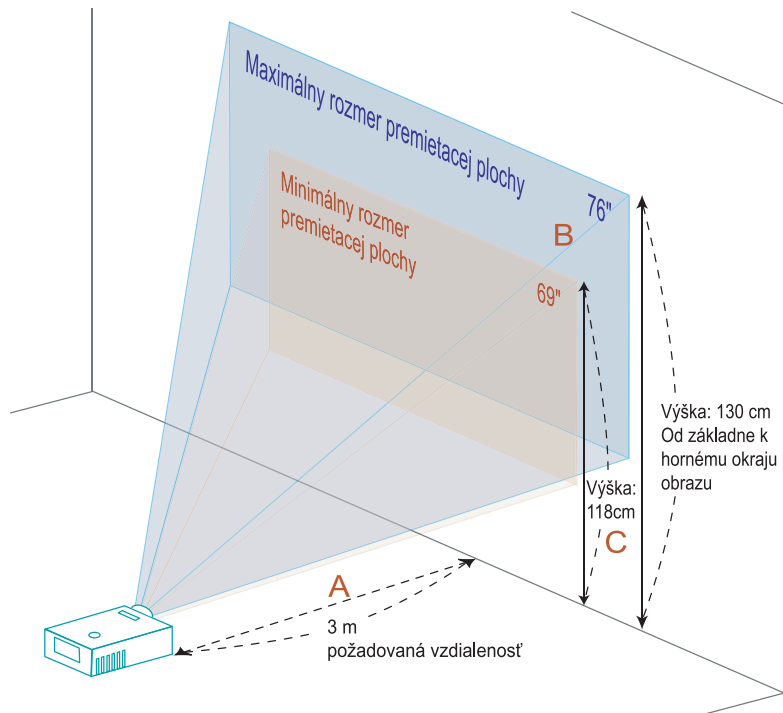 Maximálny rozmer premietacej plochy
76"
B
Minimálny rozmer
premietacej plochy
69"
Výška: 130 cm
Od základne k
hornému okraju
obrazu
Výška:
118cm
C
A
3 m
požadovaná vzdialenosť